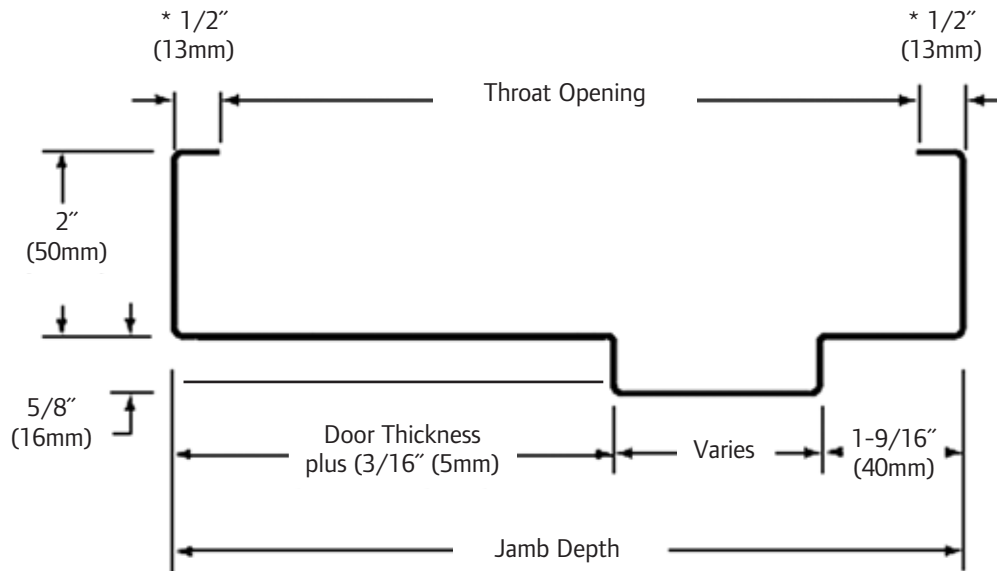 * 1/2″
(13mm)
* 1/2″
(13mm)
Throat Opening
2″
(50mm)
5/8″
(16mm)
Door Thickness
plus (3/16″ (5mm)
Varies
1-9/16″
(40mm)
Jamb Depth